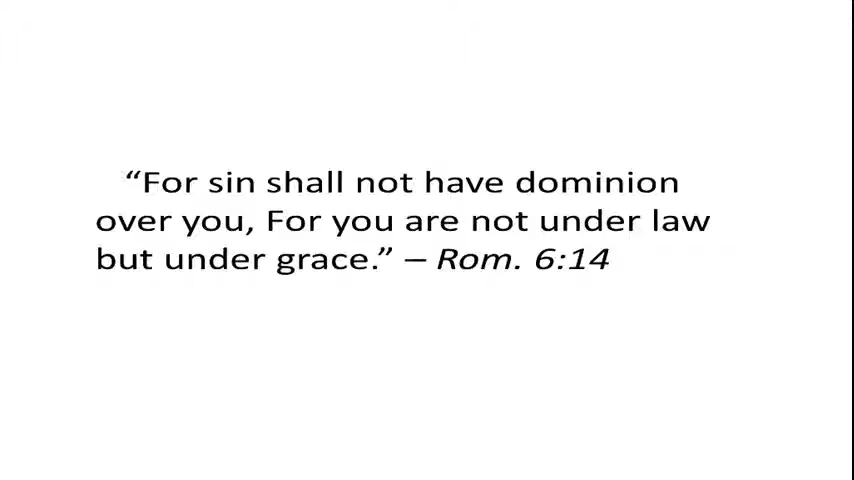 “For sin shall not have dominion
over you, For you are not under law
but under grace.” – Rom. 6:14